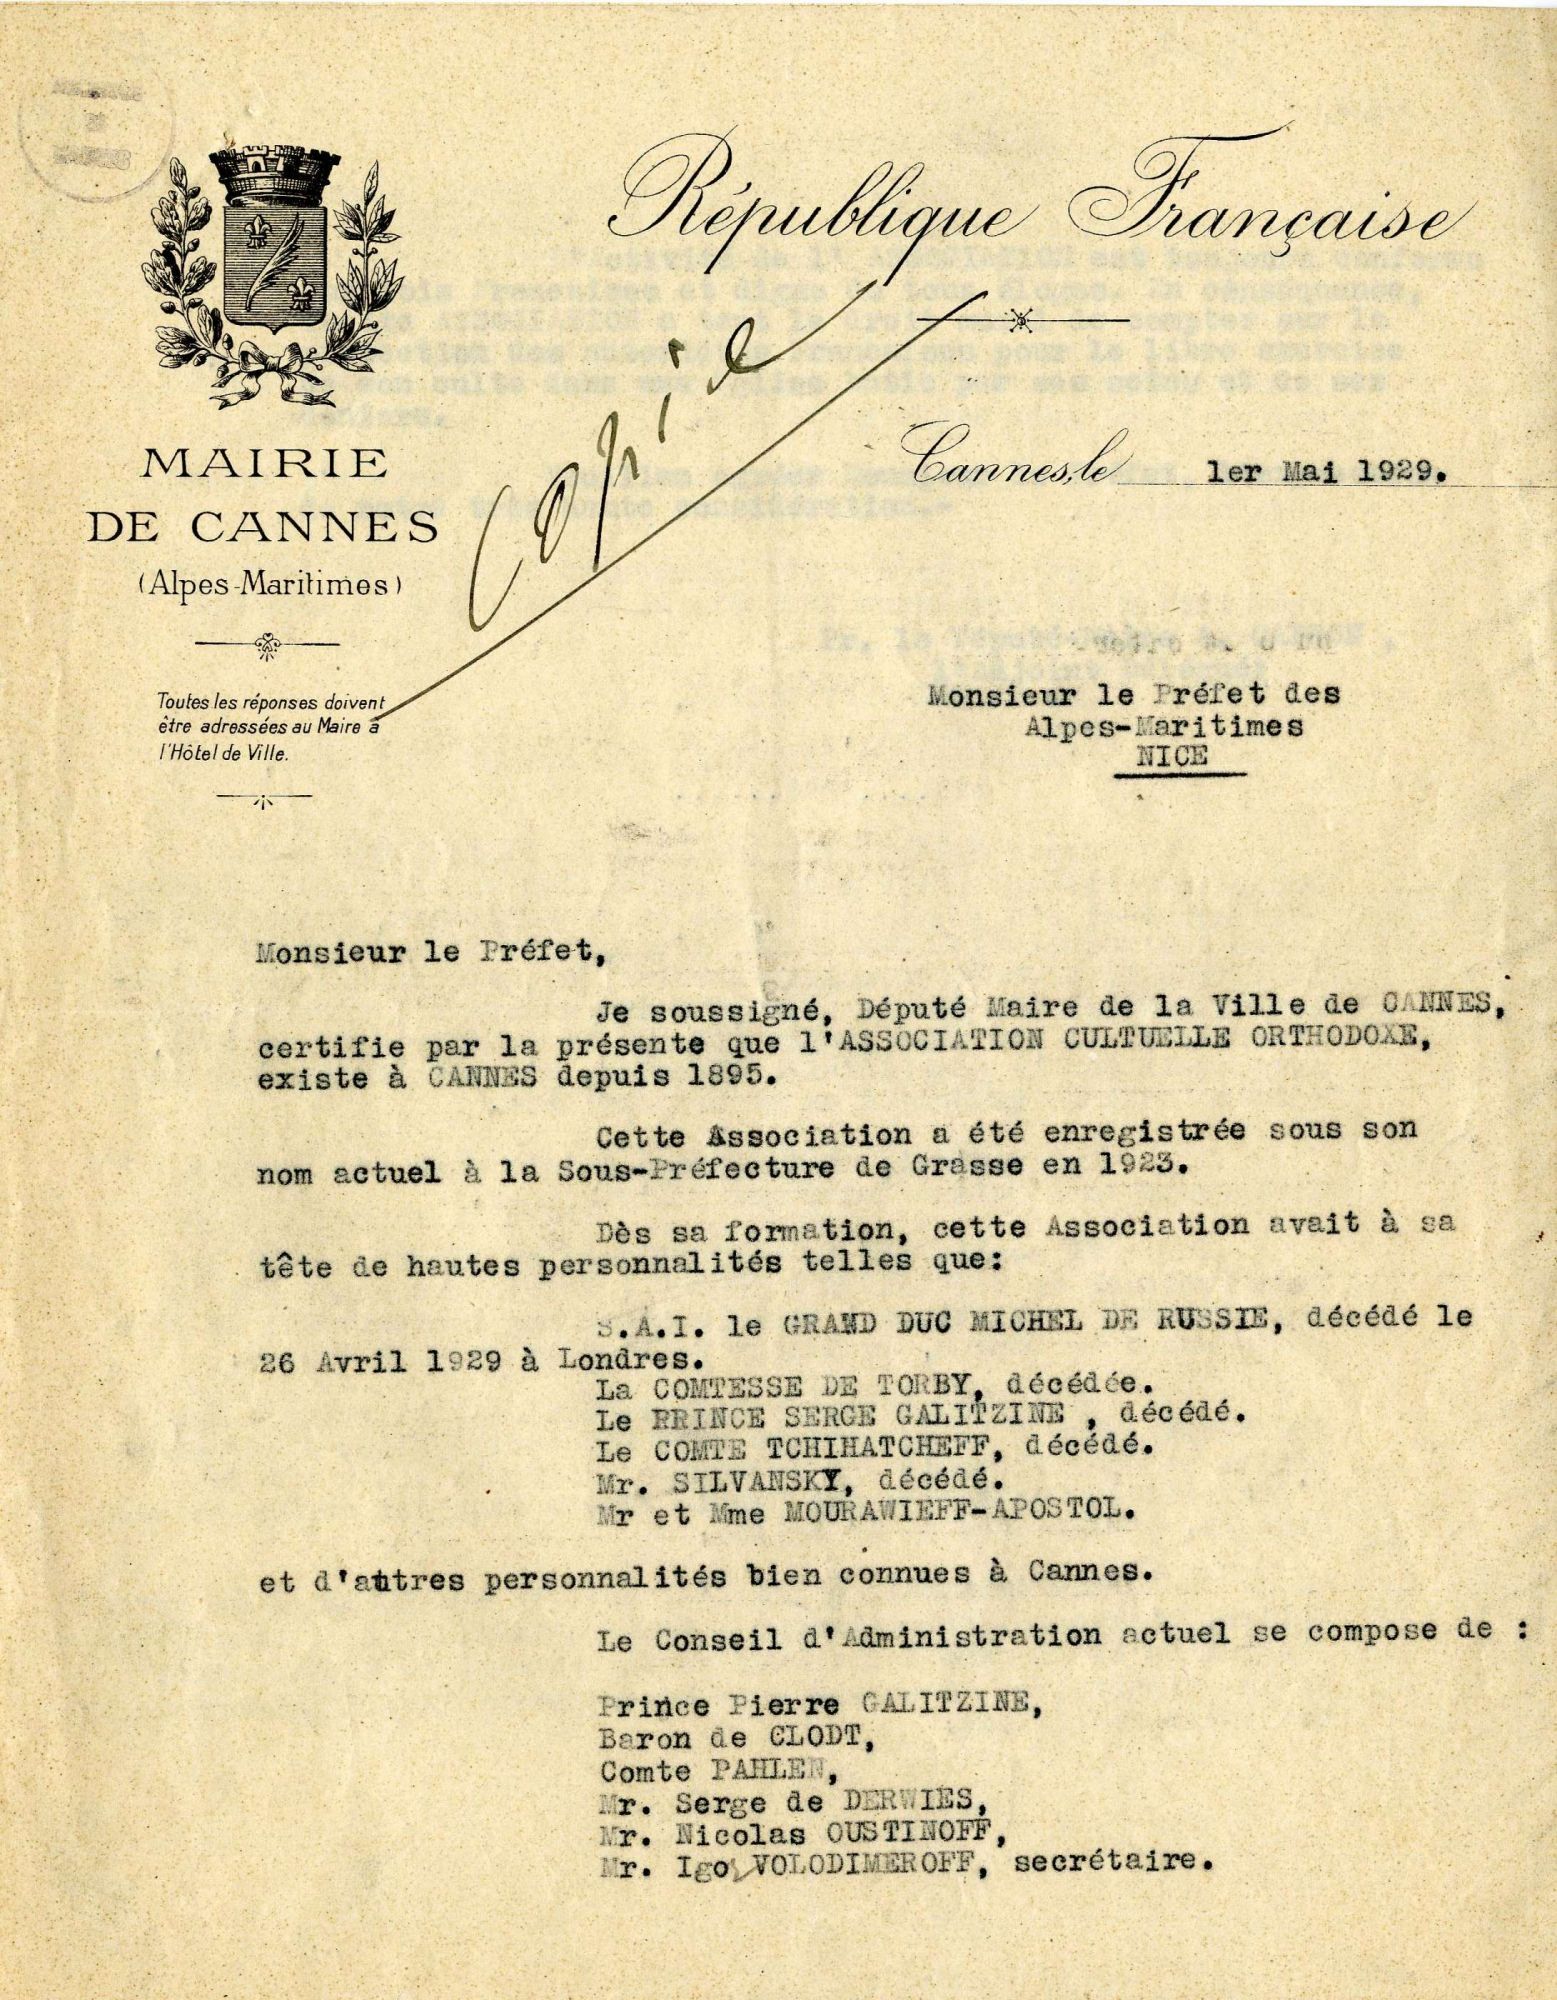 République Française
Copie
MAIRIE
DE CANNES
(Alpes-Maritimes)
Toutes les réponses doivent
être adressées au Maire à
l'Hôtel de Ville.
Cannes, le 1er Mai 1929.
Monsieur le Préfet des
Alpes-Maritimes
NICE
Monsieur le Préfet,
Je soussigné, Député Maire de la Ville de CANNES,
certifie par la présente que l'ASSOCIATION CULTUELLE ORTHODOXE,
existe à CANNES depuis 1895.
Cette Association a été enregistrée sous son
nom actuel à la Sous-Préfecture de Grasse en 1923.
Dès sa formation, cette Association avait à sa
tête de hautes personnalités telles que:
S.A.I. le GRAND DUC MICHEL DE RUSSIE, décédé le
26 Avril 1929 à Londres.
La COMTESSE DE TORBY, décédée.
Le PRINCE SERGE GALITZINE , décédé.
Le COMTE TCHIHATCHEFF, décédé.
Mr. SILVANSKY, décédé.
Mr et Mme MOURAWIEFF-APOSTOL.
et d'autres personnalités bien connues à Cannes.
Le Conseil d'Administration actuel se compose de :
Prince Pierre GALITZINE,
Baron de CLODT,
Comte PAHLEN,
Mr. Serge de DERWIES,
Mr. Nicolas OUSTINOFF,
Mr. Igor VOLODIMEROFF, secrétaire.